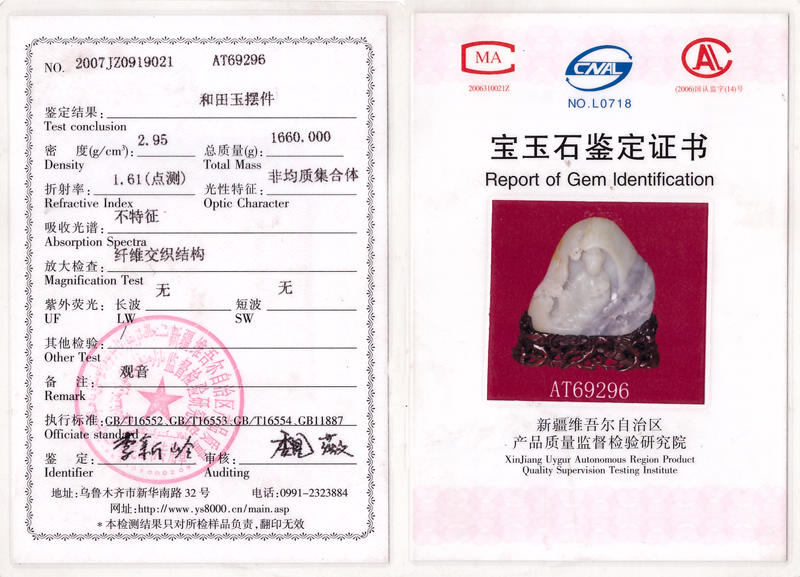 NO. 2007JZ0919021 AT69296
鉴定结果: 和田玉摆件
Test conclusion
密 度(g/cm³): 2.95 总质量(g): 1660.000
Density Total Mass
折射率: 1.61(点测) 光性特征: 非均质集合体
Refractive Index Optic Character
吸收光谱: 不特征
Absorption Spectra
放大检查: 纤维交织结构
Magnification Test
紫外荧光: 长波 无 短波 无
UF LW SW
其他检验: /
Other Test
备 注: 观音
Remark
执行标准: GB/T16552、GB/T16553、GB/T16554、GB11887
Officiate standard
鉴 定: 审核:
Identifier Auditing
地址:乌鲁木齐市新华南路 32 号 电话:0991-2323884
网址:http://www.ys8000.cn/main.asp
*本检测结果只对所检样品负责,翻印无效
MA
2006310021Z
CNAL
NO.L0718
AL
(2006)国认监字(14)号
宝玉石鉴定证书
Report of Gem Identification
AT69296
新疆维吾尔自治区
产品质量监督检验研究院
XinJiang Uygur Autonomous Region Product
Quality Supervision Testing Institute